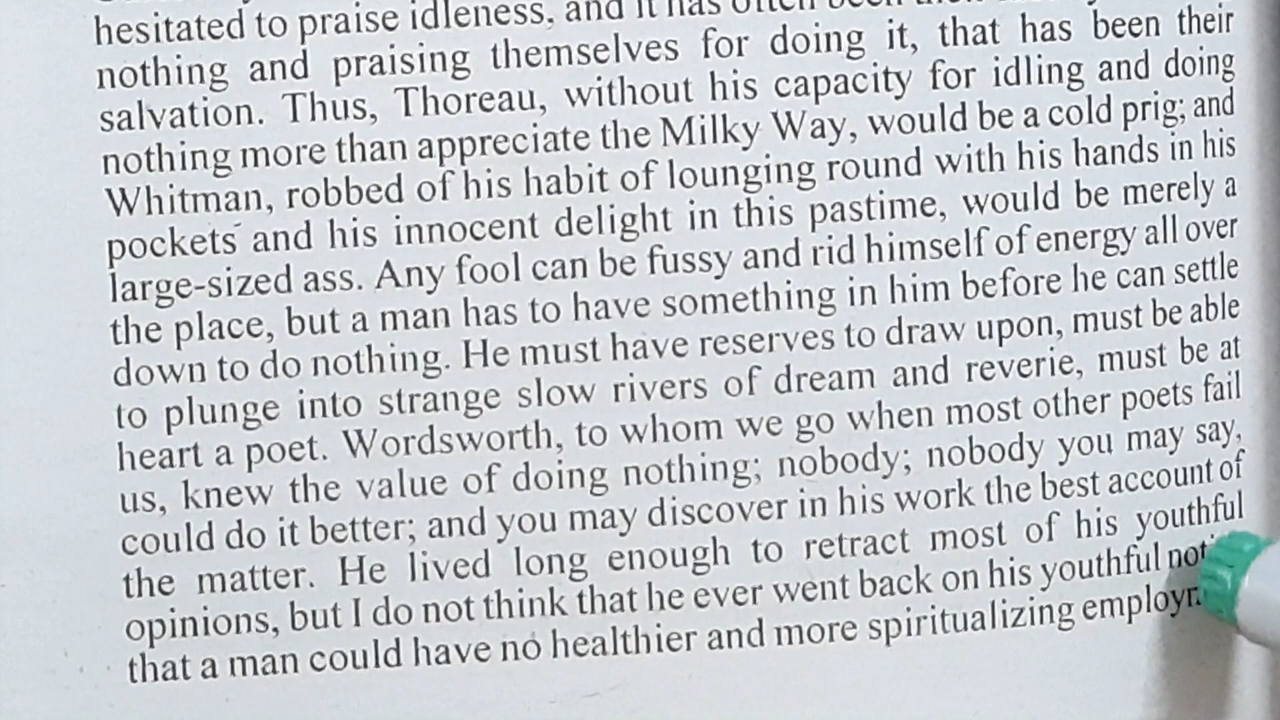 hesitated to praise idleness, and it has often been
nothing and praising themselves for doing it, that has been their
salvation. Thus, Thoreau, without his capacity for idling and doing
nothing more than appreciate the Milky Way, would be a cold prig; and
Whitman, robbed of his habit of lounging round with his hands in his
pockets and his innocent delight in this pastime, would be merely a
large-sized ass. Any fool can be fussy and rid himself of energy all over
the place, but a man has to have something in him before he can settle
down to do nothing. He must have reserves to draw upon, must be able
to plunge into strange slow rivers of dream and reverie, must be at
heart a poet. Wordsworth, to whom we go when most other poets fail
us, knew the value of doing nothing; nobody; nobody you may say,
could do it better; and you may discover in his work the best account of
the matter. He lived long enough to retract most of his youthful
opinions, but I do not think that he ever went back on his youthful
that a man could have no healthier and more spiritualizing